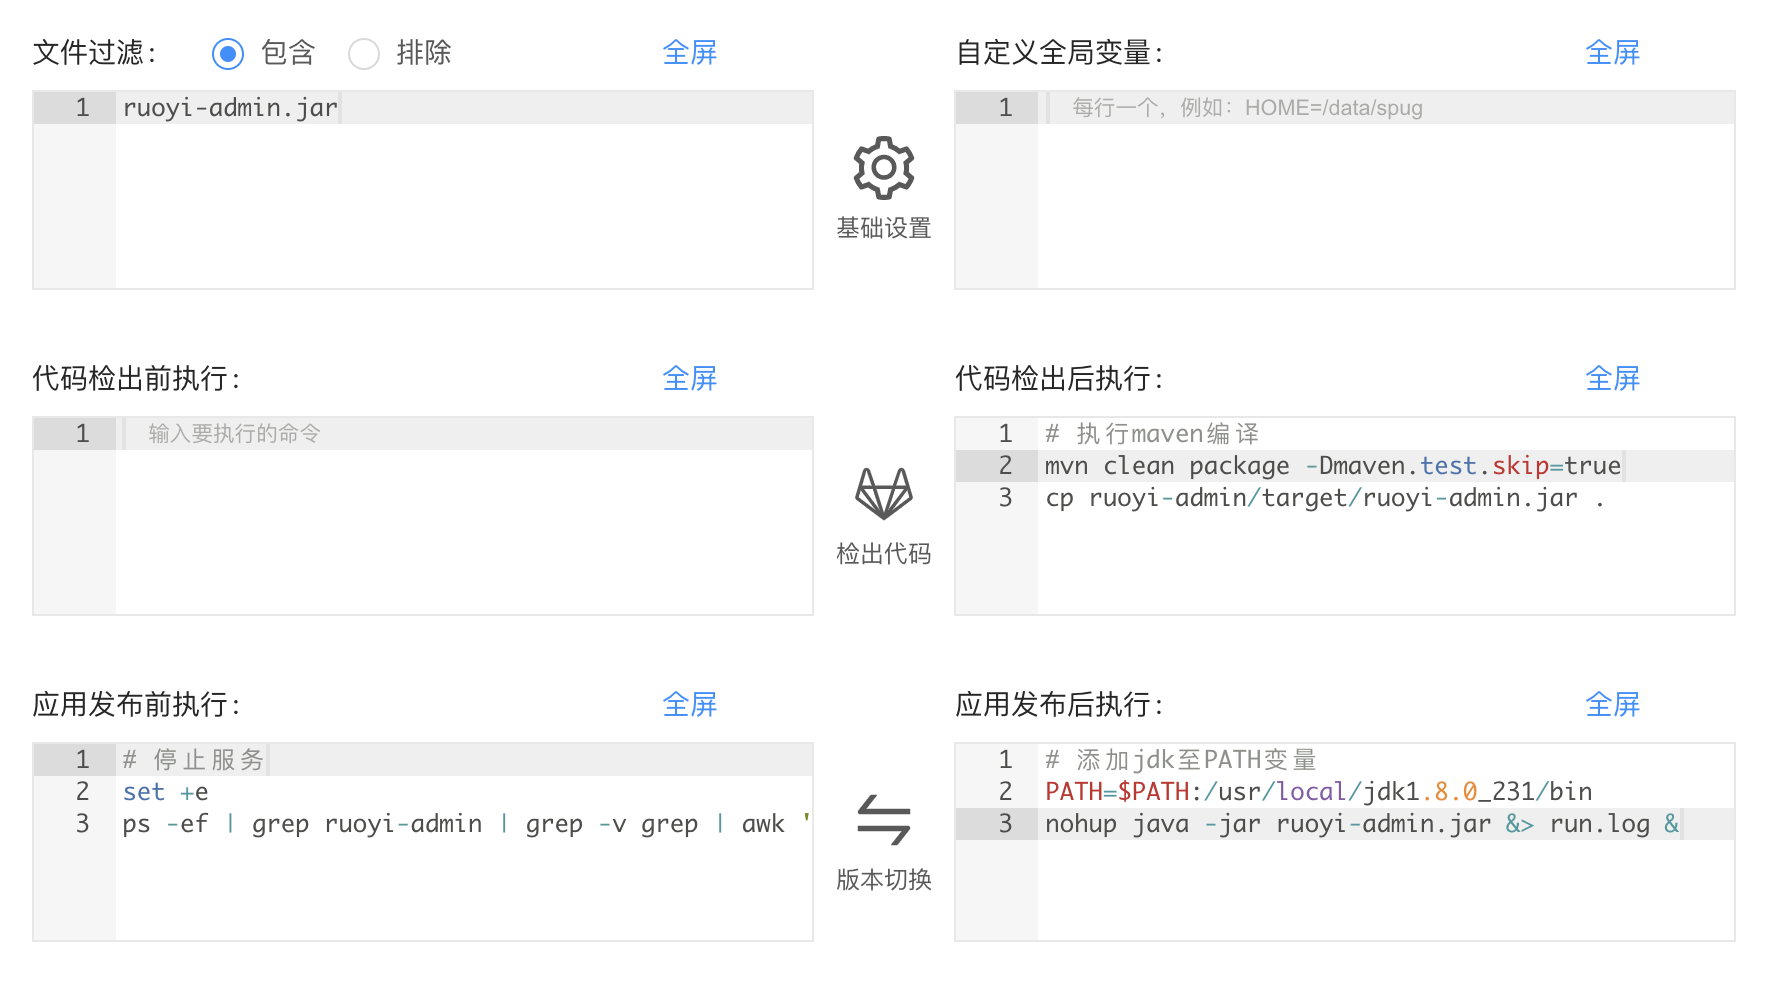 文件过滤: 包含 排除 全屏
1 ruoyi-admin.jar
基础设置
自定义全局变量: 全屏
1 每行一个，例如：HOME=/data/spug
代码检出前执行: 全屏
1 输入要执行的命令
检出代码
代码检出后执行: 全屏
1 # 执行maven编译
2 mvn clean package -Dmaven.test.skip=true
3 cp ruoyi-admin/target/ruoyi-admin.jar .
应用发布前执行: 全屏
1 # 停止服务
2 set +e
3 ps -ef | grep ruoyi-admin | grep -v grep | awk '
版本切换
应用发布后执行: 全屏
1 # 添加jdk至PATH变量
2 PATH=$PATH:/usr/local/jdk1.8.0_231/bin
3 nohup java -jar ruoyi-admin.jar &> run.log &